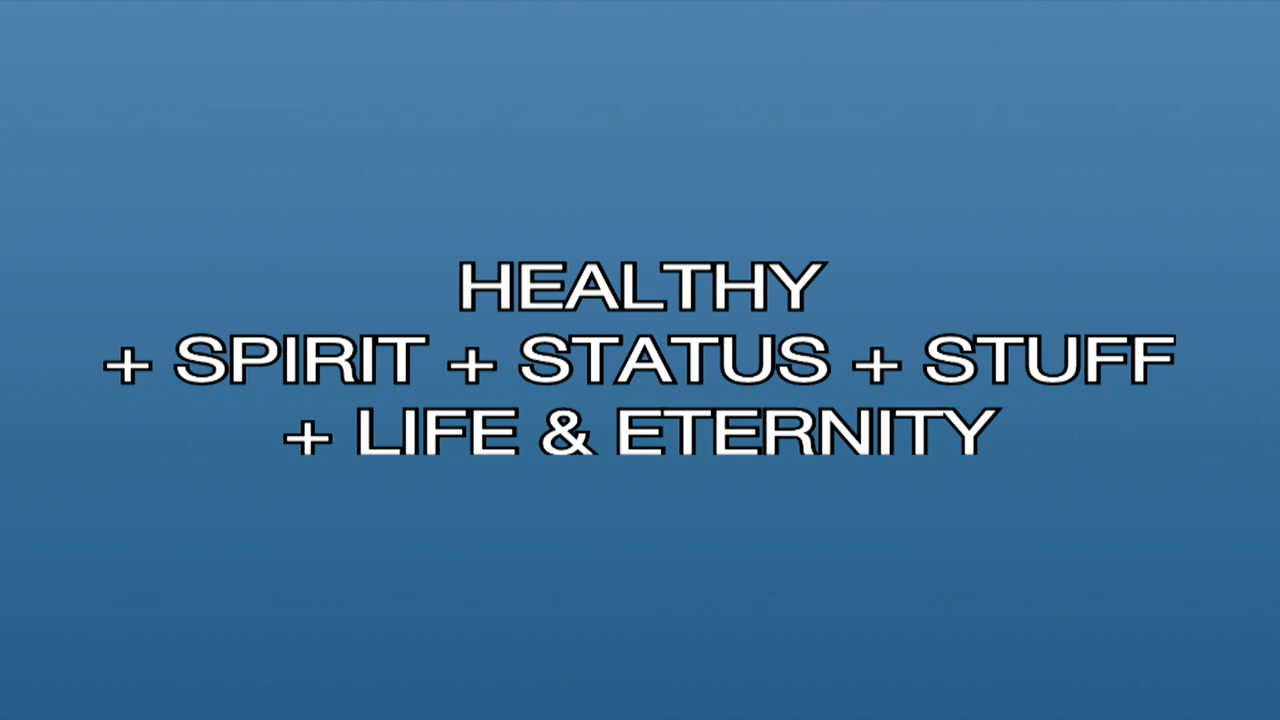 HEALTHY
+ SPIRIT + STATUS + STUFF
+ LIFE & ETERNITY